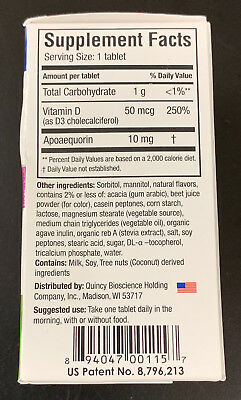 Supplement Facts
Serving Size: 1 tablet
Amount per tablet % Daily Value
Total Carbohydrate 1 g <1%**
Vitamin D 50 mcg 250%
(as D3 cholecalciferol)
Apoaequorin 10 mg †
** Percent Daily Values are based on a 2,000 calorie diet.
† Daily Value not established.
Other ingredients: Sorbitol, mannitol, natural flavors,
contains 2% or less of: acacia (gum arabic), beet juice
powder (for color), casein peptones, corn starch,
lactose, magnesium stearate (vegetable source),
medium chain triglycerides (vegetable oil), organic
agave inulin, organic reb A (stevia extract), salt, soy
peptones, stearic acid, sugar, DL-α –tocopherol,
tricalcium phosphate, water.
Contains: Milk, Soy, Tree nuts (Coconut) derived
ingredients
Distributed by: Quincy Bioscience Holding
Company, Inc., Madison, WI 53717
Suggested use: Take one tablet daily in the
morning, with or without food.
8 94047 00115 7
US Patent No. 8,796,213